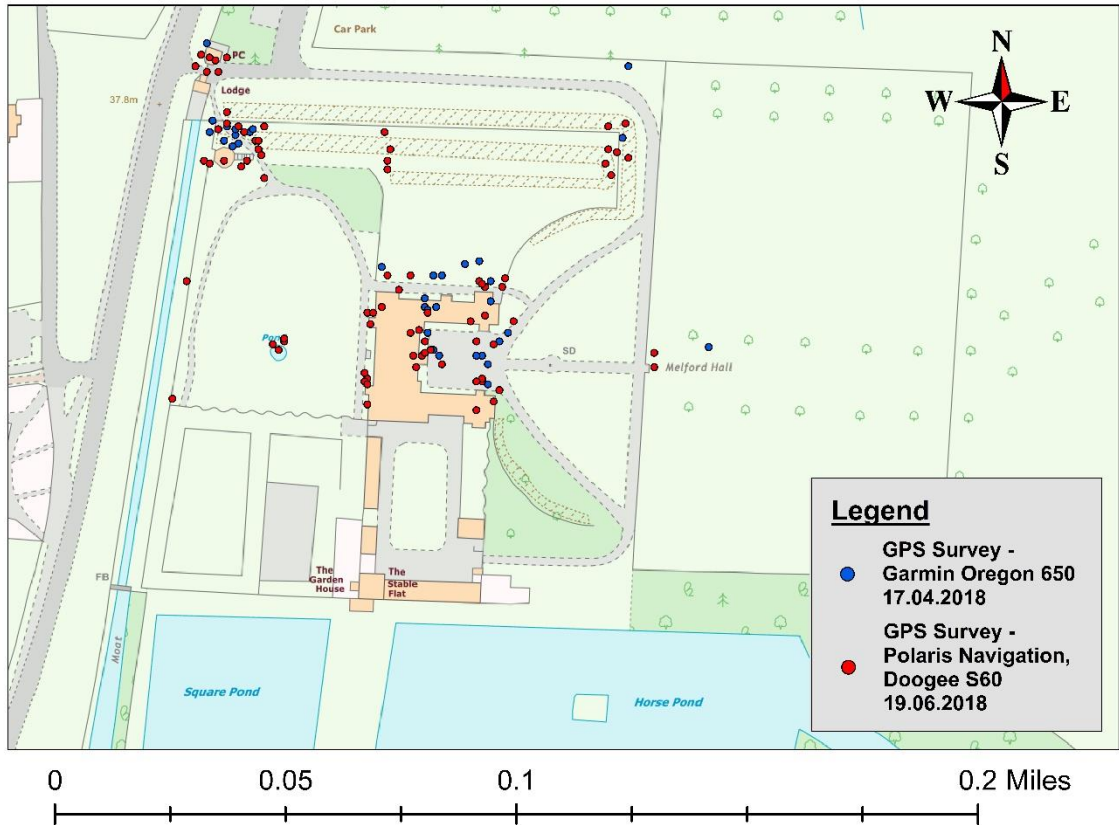 Car Park
N
W
E
S
PC
Lodge
37.8m
Pond
SD
Melford Hall
Legend
GPS Survey -
Garmin Oregon 650
17.04.2018
GPS Survey -
Polaris Navigation,
Doogee S60
19.06.2018
FB
The
Garden
House
The
Stable
Flat
Moat
Square Pond
Horse Pond
0
0.05
0.1
0.2 Miles